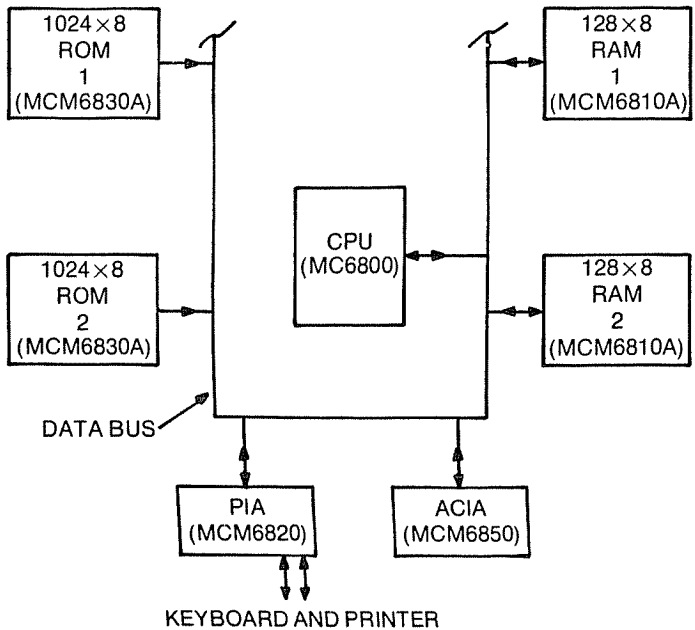 1024×8
ROM
1
(MCM6830A)
128×8
RAM
1
(MCM6810A)
CPU
(MC6800)
1024×8
ROM
2
(MCM6830A)
128×8
RAM
2
(MCM6810A)
DATA BUS
PIA
(MCM6820)
ACIA
(MCM6850)
KEYBOARD AND PRINTER